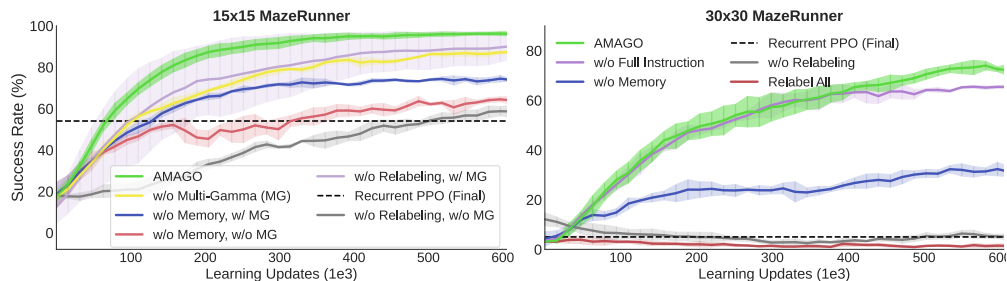 15x15 MazeRunner
Success Rate (%)
100
80
60
40
20
0
AMAGO
w/o Multi-Gamma (MG)
w/o Memory, w/ MG
w/o Memory, w/o MG
w/o Relabeling, w/ MG
Recurrent PPO (Final)
w/o Relabeling, w/o MG
100 200 300 400 500 600
Learning Updates (1e3)
30x30 MazeRunner
80
60
40
20
0
AMAGO
w/o Full Instruction
w/o Memory
Recurrent PPO (Final)
w/o Relabeling
Relabel All
100 200 300 400 500 600
Learning Updates (1e3)